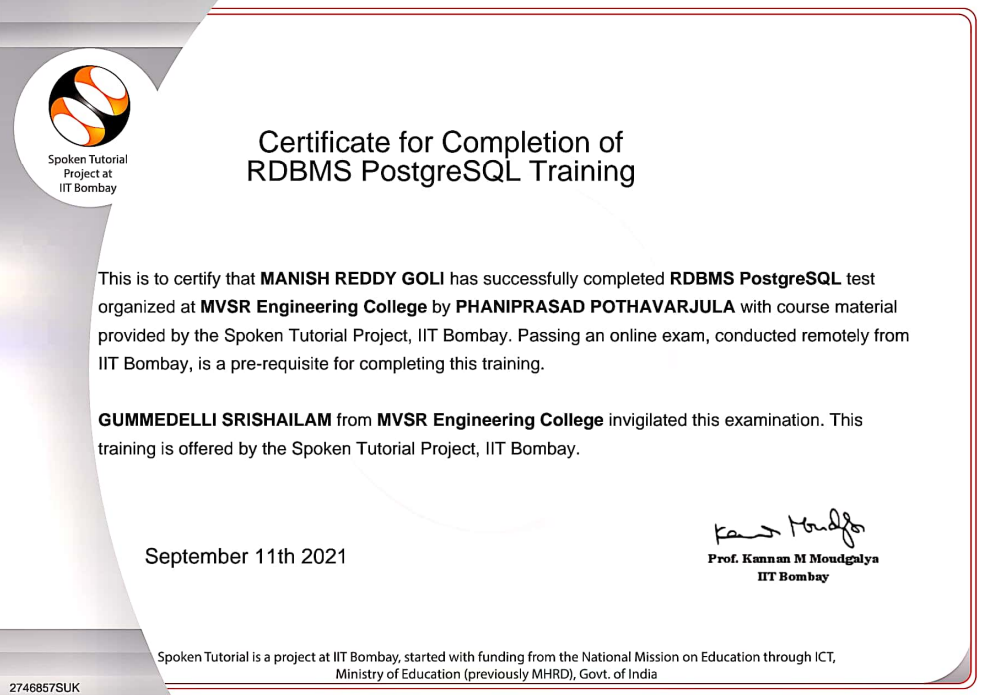 Spoken Tutorial
Project at
IIT Bombay
Certificate for Completion of
RDBMS PostgreSQL Training
This is to certify that MANISH REDDY GOLI has successfully completed RDBMS PostgreSQL test
organized at MVSR Engineering College by PHANIPRASAD POTHAVARJULA with course material
provided by the Spoken Tutorial Project, IIT Bombay. Passing an online exam, conducted remotely from
IIT Bombay, is a pre-requisite for completing this training.
GUMMEDELLI SRISHAILAM from MVSR Engineering College invigilated this examination. This
training is offered by the Spoken Tutorial Project, IIT Bombay.
September 11th 2021
Prof. Kannan M Moudgalya
IIT Bombay
Spoken Tutorial is a project at IIT Bombay, started with funding from the National Mission on Education through ICT,
Ministry of Education (previously MHRD), Govt. of India
2746857SUK